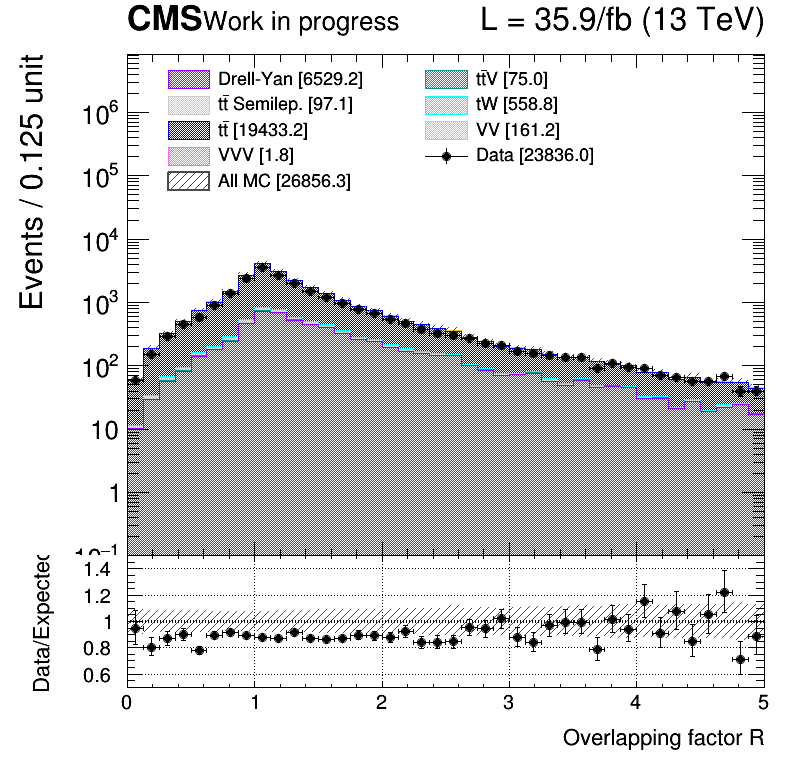 CMS Work in progress L = 35.9/fb (13 TeV)
Drell-Yan [6529.2]
tt̄ Semilep. [97.1]
tt̄ [19433.2]
VVV [1.8]
All MC [26856.3]
tt̄V [75.0]
tW [558.8]
VV [161.2]
Data [23836.0]
Events / 0.125 unit
10⁶
10⁵
10⁴
10³
10²
10
1
10⁻¹
Data/Expected
1.4
1.2
1
0.8
0.6
0 1 2 3 4 5
Overlapping factor R